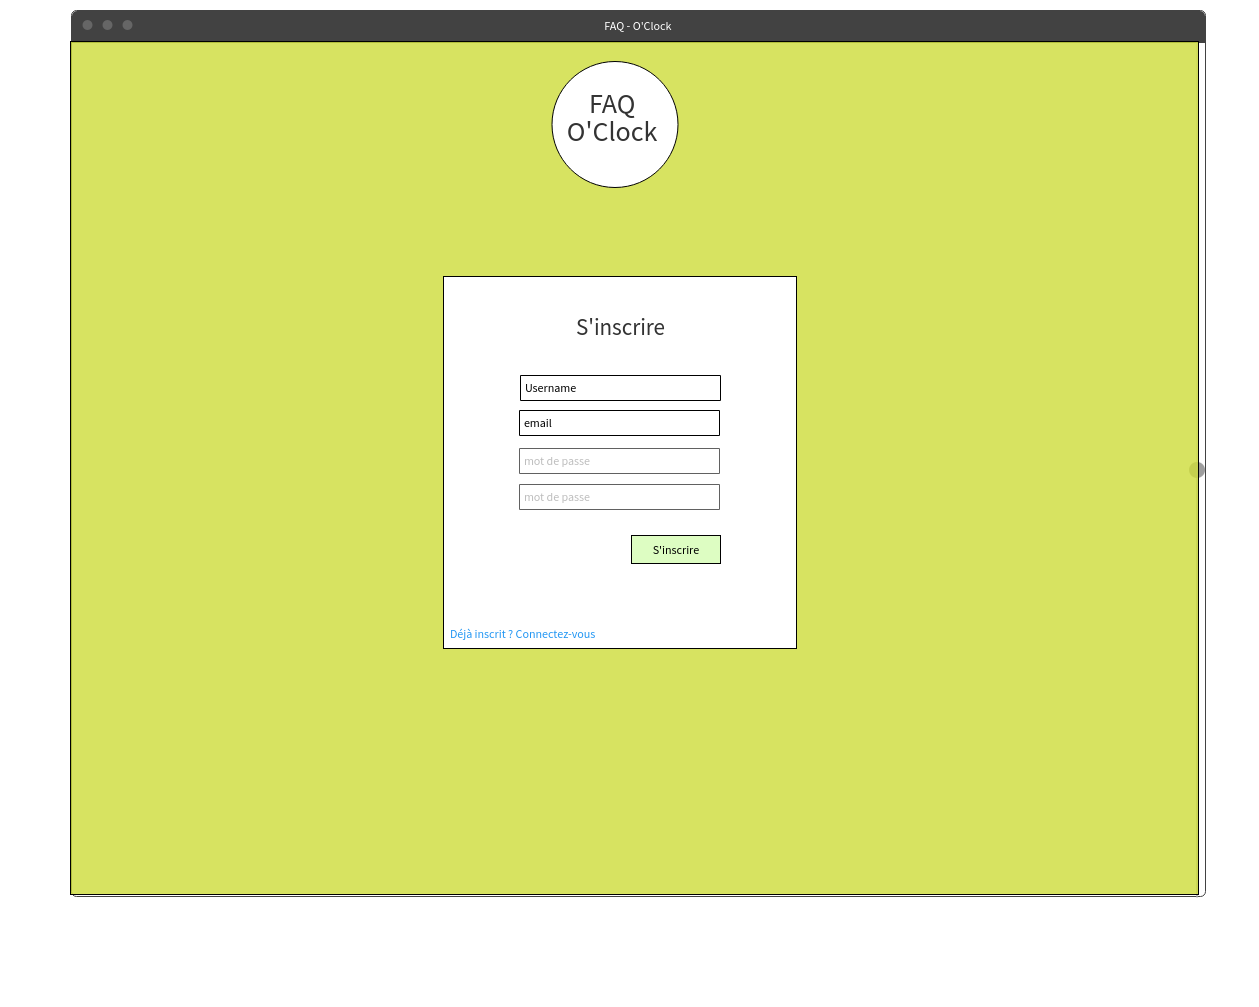 FAQ - O'Clock
FAQ
O'Clock
S'inscrire
Username
email
mot de passe
mot de passe
S'inscrire
Déjà inscrit ? Connectez-vous